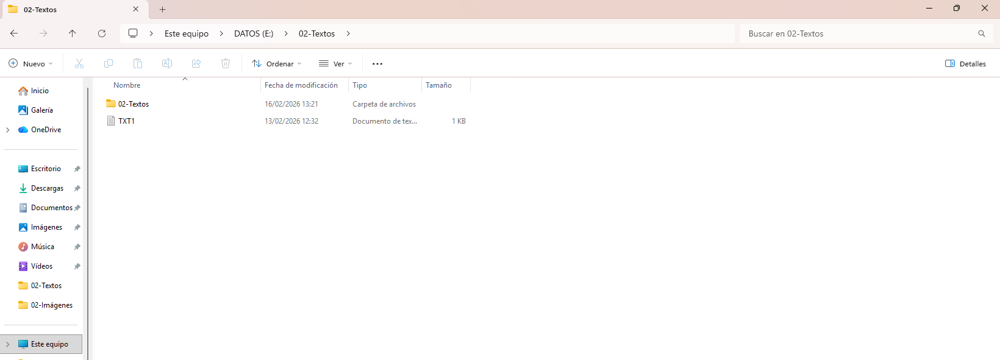 02-Textos
Este equipo > DATOS (E:) > 02-Textos >
Buscar en 02-Textos
Nuevo
Ordenar
Ver
Detalles
Inicio
Galería
OneDrive
Escritorio
Descargas
Documentos
Imágenes
Música
Vídeos
02-Textos
02-Imágenes
Este equipo
Nombre Fecha de modificación Tipo Tamaño
02-Textos 16/02/2026 13:21 Carpeta de archivos
TXT1 13/02/2026 12:32 Documento de tex... 1 KB